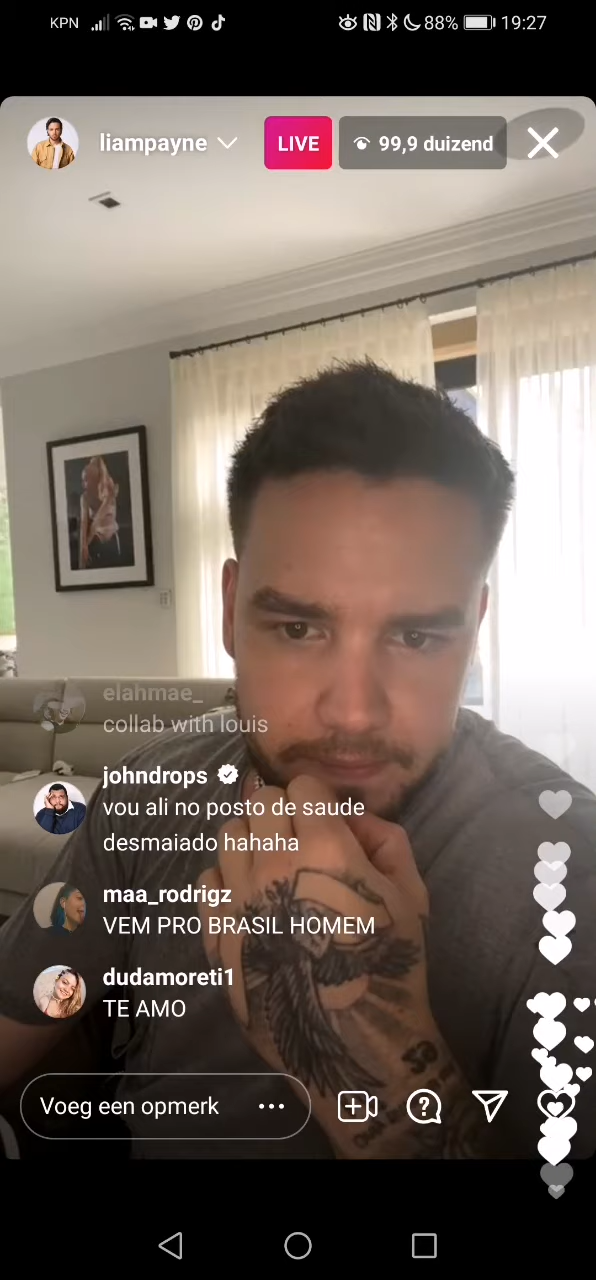 KPN 88% 19:27
liampayne LIVE 99,9 duizend
elahmae_
collab with louis
johndrops
vou ali no posto de saude
desmaiado hahaha
maa_rodrigz
VEM PRO BRASIL HOMEM
dudamoreti1
TE AMO
Voeg een opmerk